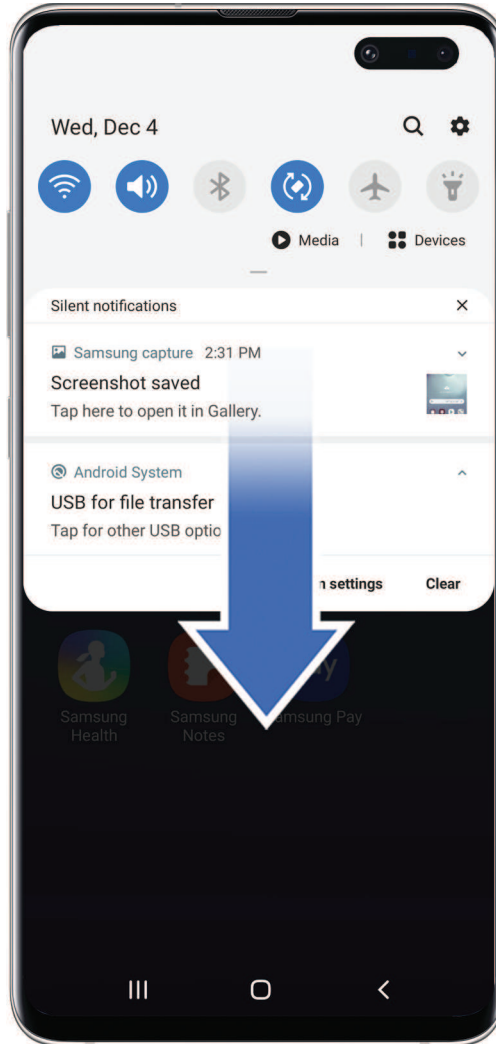 Wed, Dec 4
Media | Devices
Silent notifications
Samsung capture 2:31 PM
Screenshot saved
Tap here to open it in Gallery.
Android System
USB for file transfer
Tap for other USB optio
settings Clear
Samsung Health
Samsung Notes
Samsung Pay